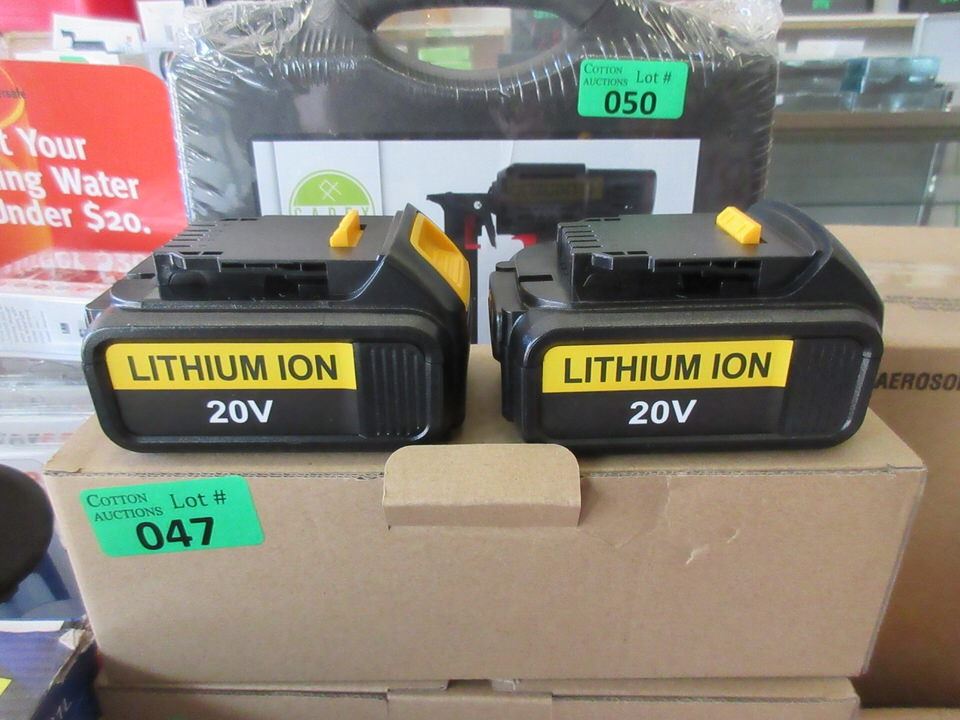 COTTON
AUCTIONS
Lot #
050
t Your
ing Water
Under $20.
LITHIUM ION
20V
LITHIUM ION
20V
COTTON
AUCTIONS
Lot #
047